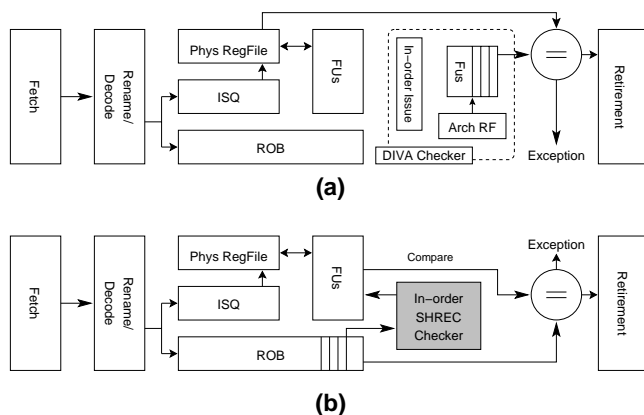 Fetch
Rename/
Decode
Phys RegFile
ISQ
ROB
FUs
In-order Issue
Fus
Arch RF
DIVA Checker
==
Exception
Retirement
(a)
Fetch
Rename/
Decode
Phys RegFile
ISQ
ROB
FUs
Compare
In-order
SHREC
Checker
Exception
==
Retirement
(b)